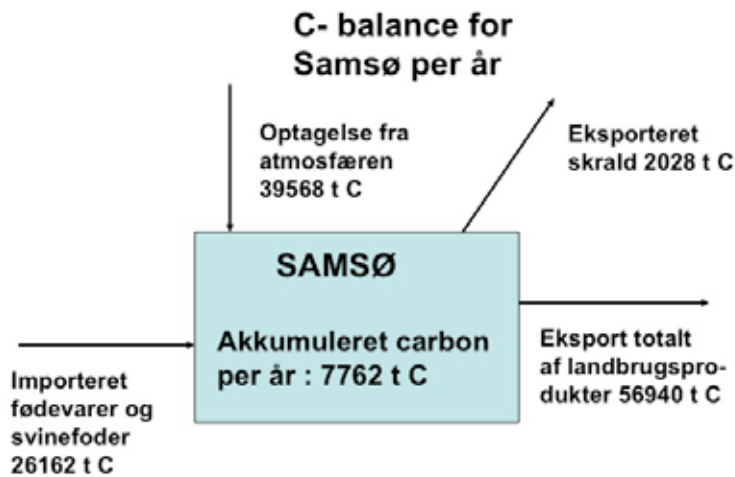 C- balance for
Samsø per år
Optagelse fra
atmosfæren
39568 t C
Eksporteret
skrald 2028 t C
SAMSØ
Akkumuleret carbon
per år : 7762 t C
Importeret
fødevarer og
svinefoder
26162 t C
Eksport totalt
af landbrugspro-
dukter 56940 t C